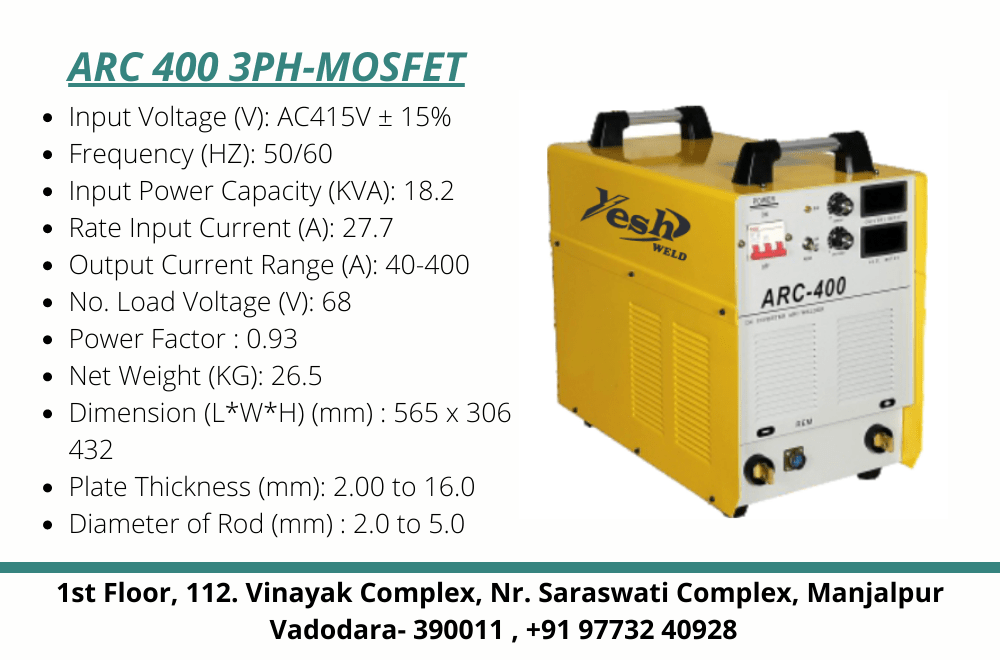 ARC 400 3PH-MOSFET
• Input Voltage (V): AC415V ± 15%
• Frequency (HZ): 50/60
• Input Power Capacity (KVA): 18.2
• Rate Input Current (A): 27.7
• Output Current Range (A): 40-400
• No. Load Voltage (V): 68
• Power Factor : 0.93
• Net Weight (KG): 26.5
• Dimension (L*W*H) (mm) : 565 x 306
432
• Plate Thickness (mm): 2.00 to 16.0
• Diameter of Rod (mm) : 2.0 to 5.0
Yesh
WELD
POWER
ON
OFF
ARC-400
REM
1st Floor, 112. Vinayak Complex, Nr. Saraswati Complex, Manjalpur
Vadodara- 390011 , +91 97732 40928